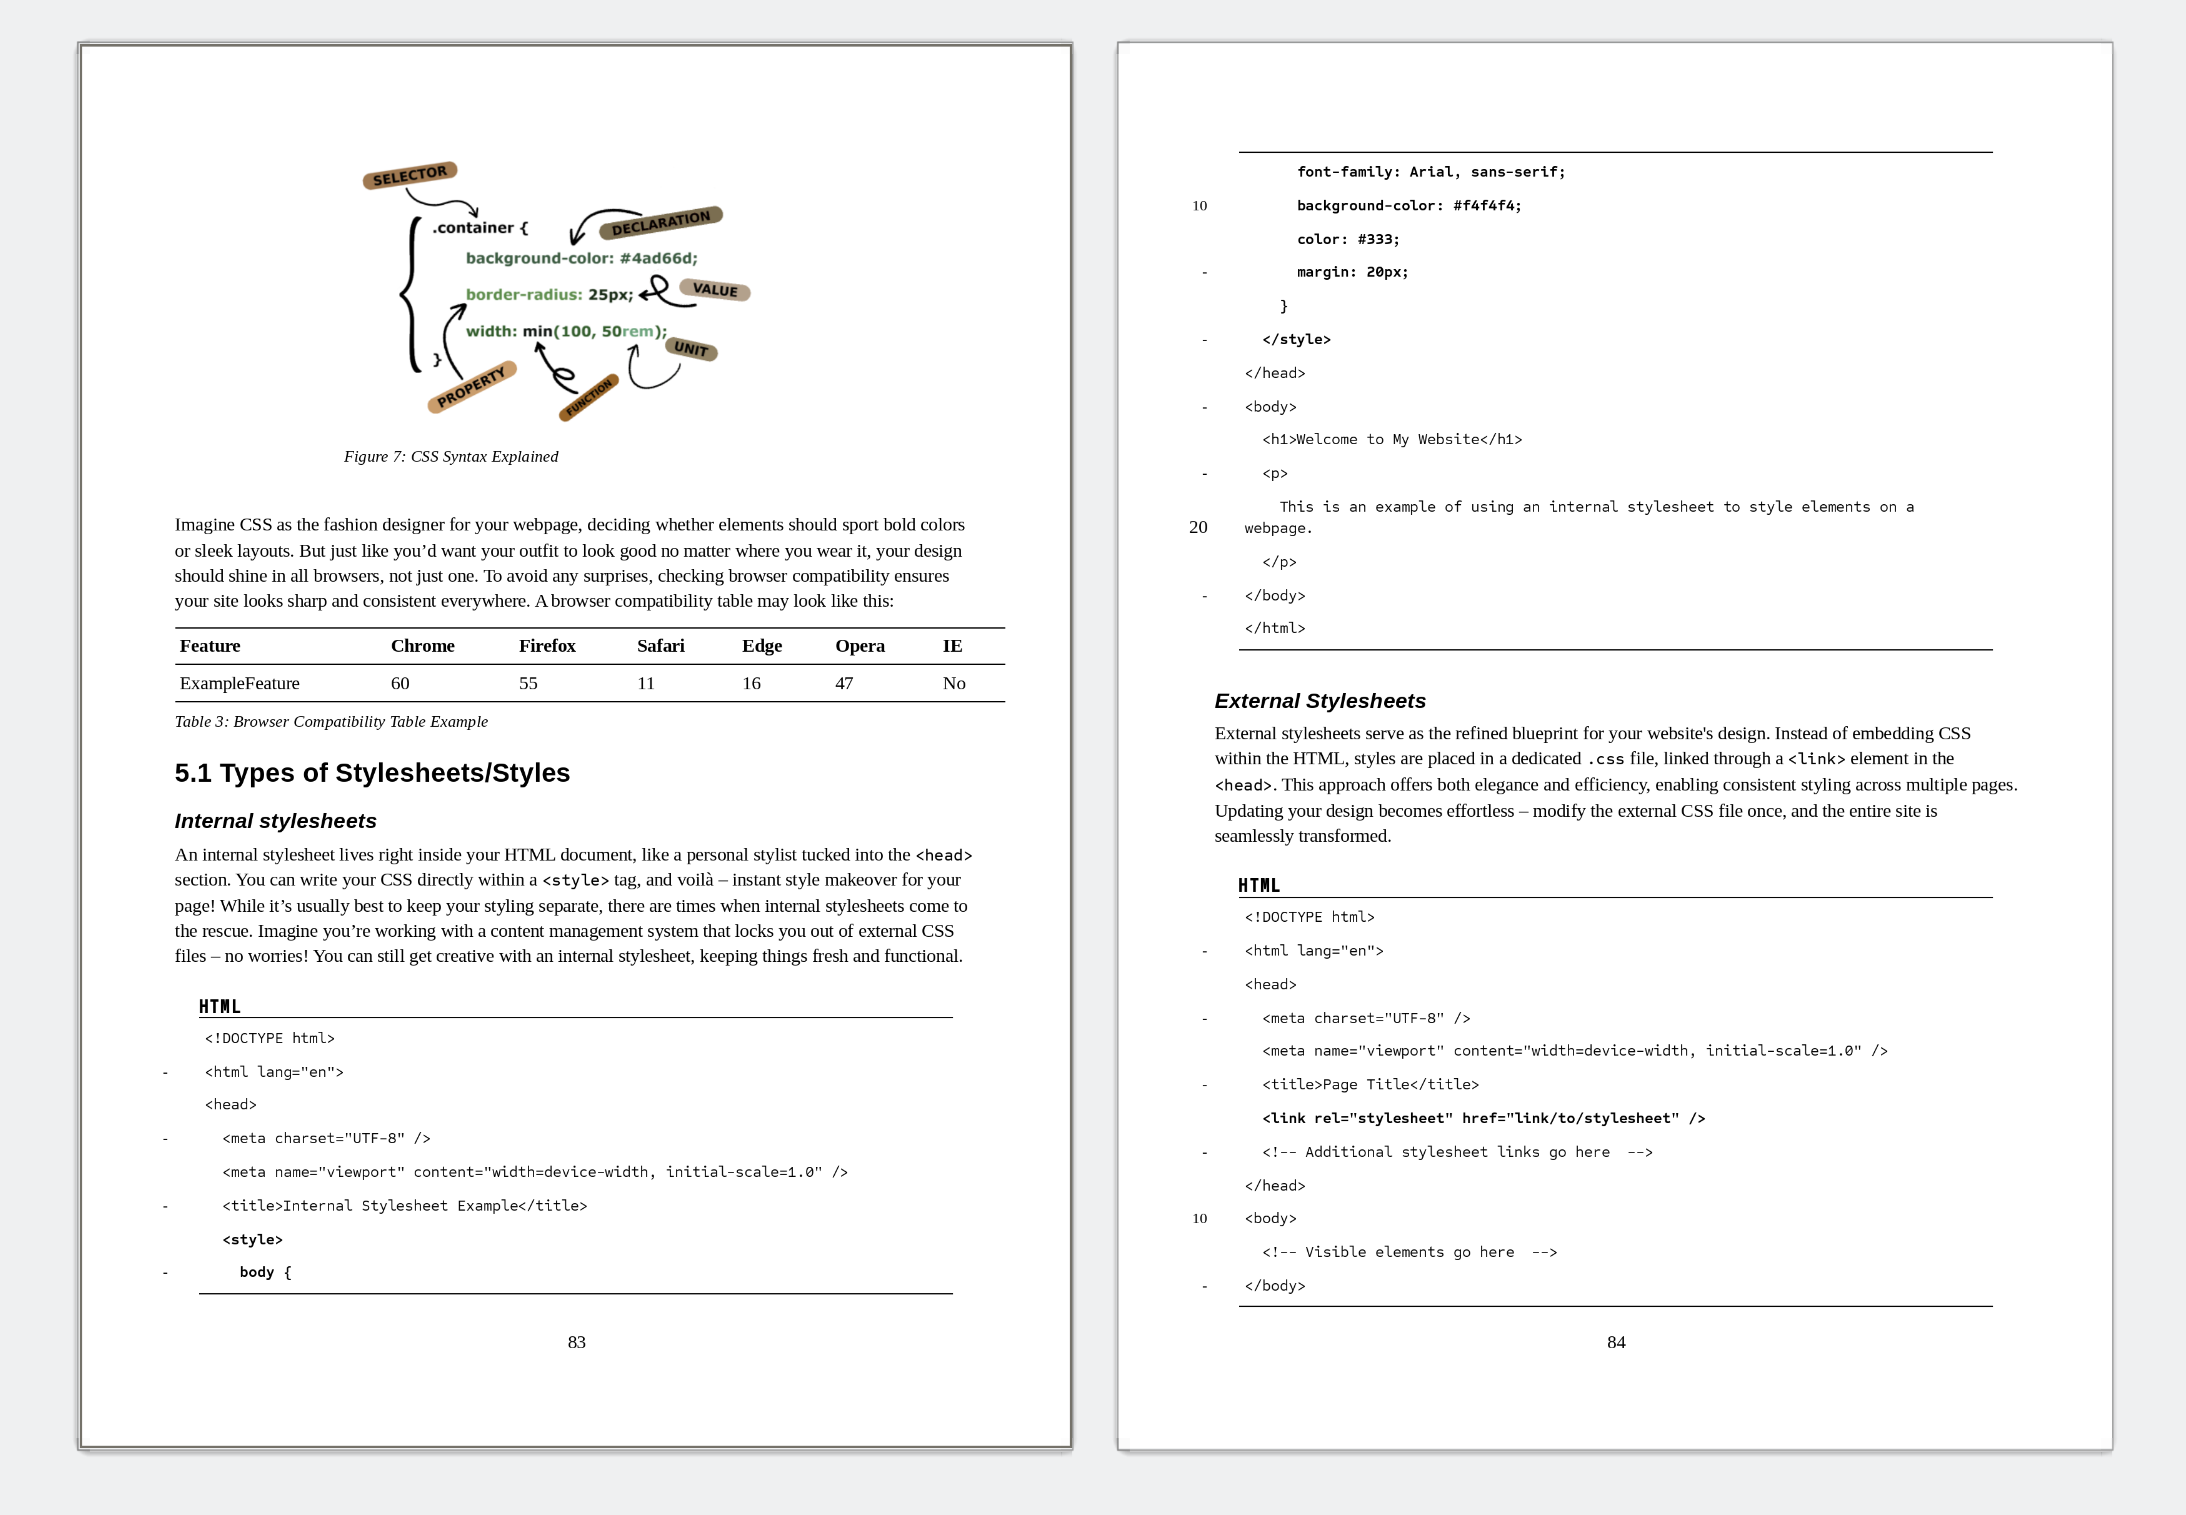 SELECTOR
DECLARATION
.container {
background-color: #4ad66d;
border-radius: 25px;
VALUE
width: min(100, 50rem);
UNIT
}
PROPERTY
FUNCTION
Figure 7: CSS Syntax Explained
Imagine CSS as the fashion designer for your webpage, deciding whether elements should sport bold colors
or sleek layouts. But just like you’d want your outfit to look good no matter where you wear it, your design
should shine in all browsers, not just one. To avoid any surprises, checking browser compatibility ensures
your site looks sharp and consistent everywhere. A browser compatibility table may look like this:
Feature Chrome Firefox Safari Edge Opera IE
ExampleFeature 60 55 11 16 47 No
Table 3: Browser Compatibility Table Example
5.1 Types of Stylesheets/Styles
Internal stylesheets
An internal stylesheet lives right inside your HTML document, like a personal stylist tucked into the <head>
section. You can write your CSS directly within a <style> tag, and voilà – instant style makeover for your
page! While it’s usually best to keep your styling separate, there are times when internal stylesheets come to
the rescue. Imagine you’re working with a content management system that locks you out of external CSS
files – no worries! You can still get creative with an internal stylesheet, keeping things fresh and functional.
HTML
<!DOCTYPE html>
- <html lang="en">
<head>
- <meta charset="UTF-8" />
<meta name="viewport" content="width=device-width, initial-scale=1.0" />
- <title>Internal Stylesheet Example</title>
<style>
- body {
83
font-family: Arial, sans-serif;
10 background-color: #f4f4f4;
color: #333;
- margin: 20px;
}
- </style>
</head>
- <body>
<h1>Welcome to My Website</h1>
- <p>
This is an example of using an internal stylesheet to style elements on a
20 webpage.
</p>
- </body>
</html>
External Stylesheets
External stylesheets serve as the refined blueprint for your website's design. Instead of embedding CSS
within the HTML, styles are placed in a dedicated .css file, linked through a <link> element in the
<head>. This approach offers both elegance and efficiency, enabling consistent styling across multiple pages.
Updating your design becomes effortless – modify the external CSS file once, and the entire site is
seamlessly transformed.
HTML
<!DOCTYPE html>
- <html lang="en">
<head>
- <meta charset="UTF-8" />
<meta name="viewport" content="width=device-width, initial-scale=1.0" />
- <title>Page Title</title>
<link rel="stylesheet" href="link/to/stylesheet" />
- <!-- Additional stylesheet links go here -->
</head>
10 <body>
<!-- Visible elements go here -->
- </body>
84